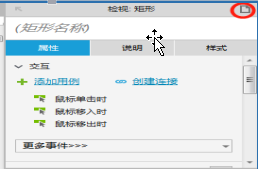 检视: 矩形
(矩形名称)
属性 说明 样式
交互
添加用例 创建连接
鼠标单击时
鼠标移入时
鼠标移出时
更多事件>>>